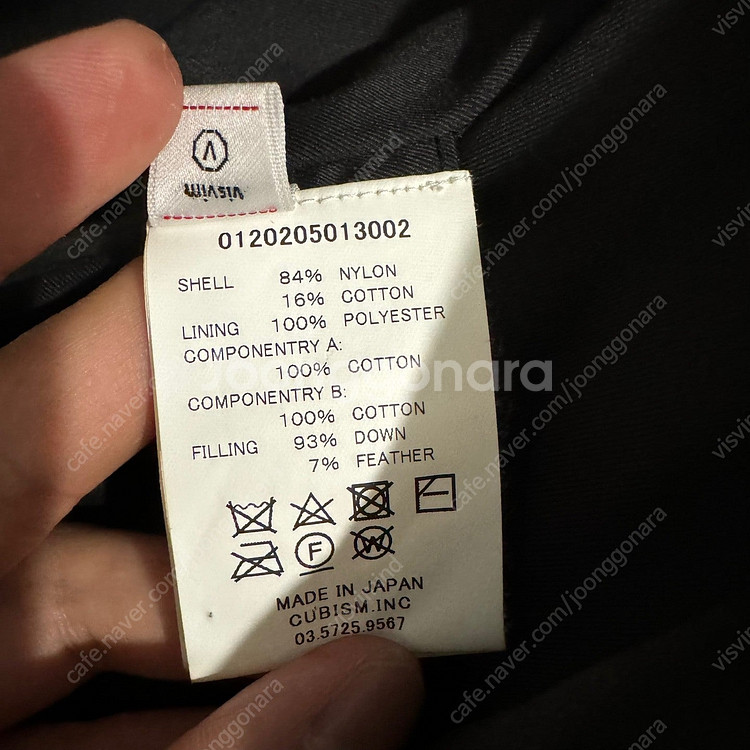 visvim
0120205013002
SHELL 84% NYLON
16% COTTON
LINING 100% POLYESTER
COMPONENTRY A:
100% COTTON
COMPONENTRY B:
100% COTTON
FILLING 93% DOWN
7% FEATHER
F
W
MADE IN JAPAN
CUBISM.INC
03.5725.9567
joonggonara
cafe.naver.com/joonggonara